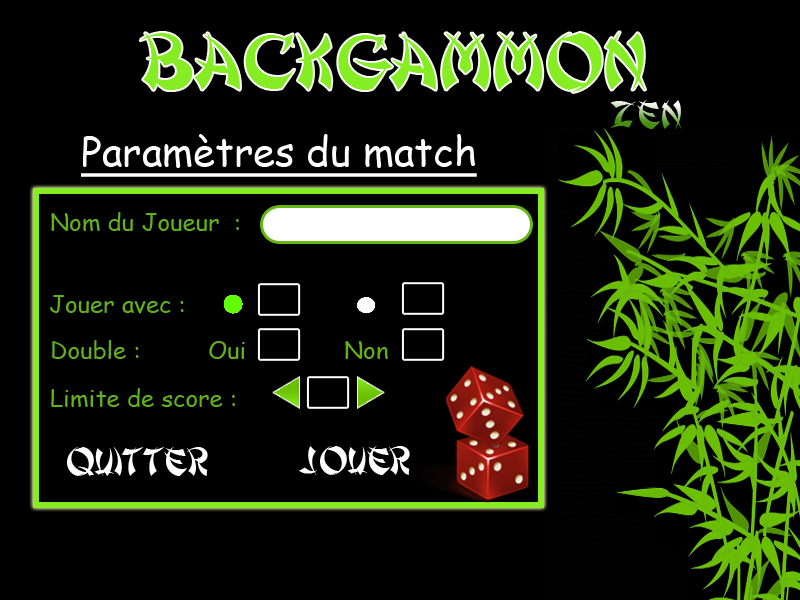 BACKGAMMON
ZEN
Paramètres du match
Nom du Joueur :
Jouer avec :
Double : Oui Non
Limite de score :
QUITTER JOUER